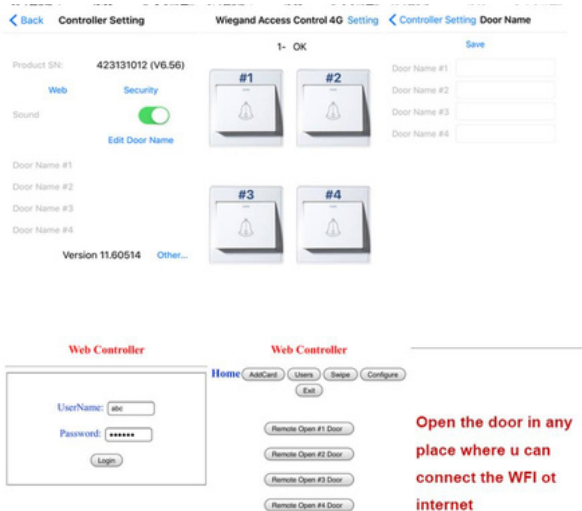 Back Controller Setting
Product SN: 423131012 (V6.56)
Web Security
Sound
Edit Door Name
Door Name #1
Door Name #2
Door Name #3
Door Name #4
Version 11.60514 Other...
Wiegand Access Control 4G Setting
1- OK
#1 #2
#3 #4
Controller Setting Door Name
Save
Door Name #1
Door Name #2
Door Name #3
Door Name #4
Web Controller
UserName: abc
Password: ••••••
Login
Web Controller
Home AddCard Users Swipe Configure
Exit
Remote Open #1 Door
Remote Open #2 Door
Remote Open #3 Door
Remote Open #4 Door
Open the door in any
place where u can
connect the WFI ot
internet